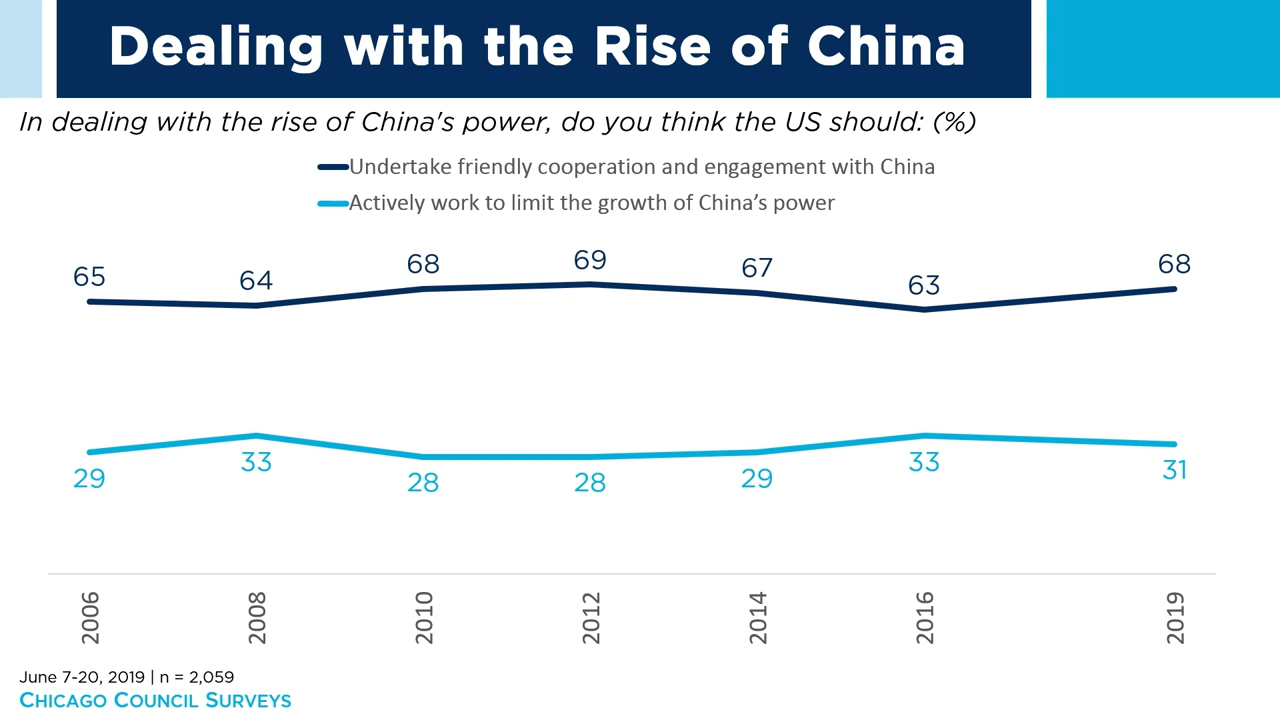 Dealing with the Rise of China
In dealing with the rise of China's power, do you think the US should: (%)
Undertake friendly cooperation and engagement with China
Actively work to limit the growth of China’s power
65 64 68 69 67 63 68
29 33 28 28 29 33 31
2006 2008 2010 2012 2014 2016 2019
June 7-20, 2019 | n = 2,059
CHICAGO COUNCIL SURVEYS